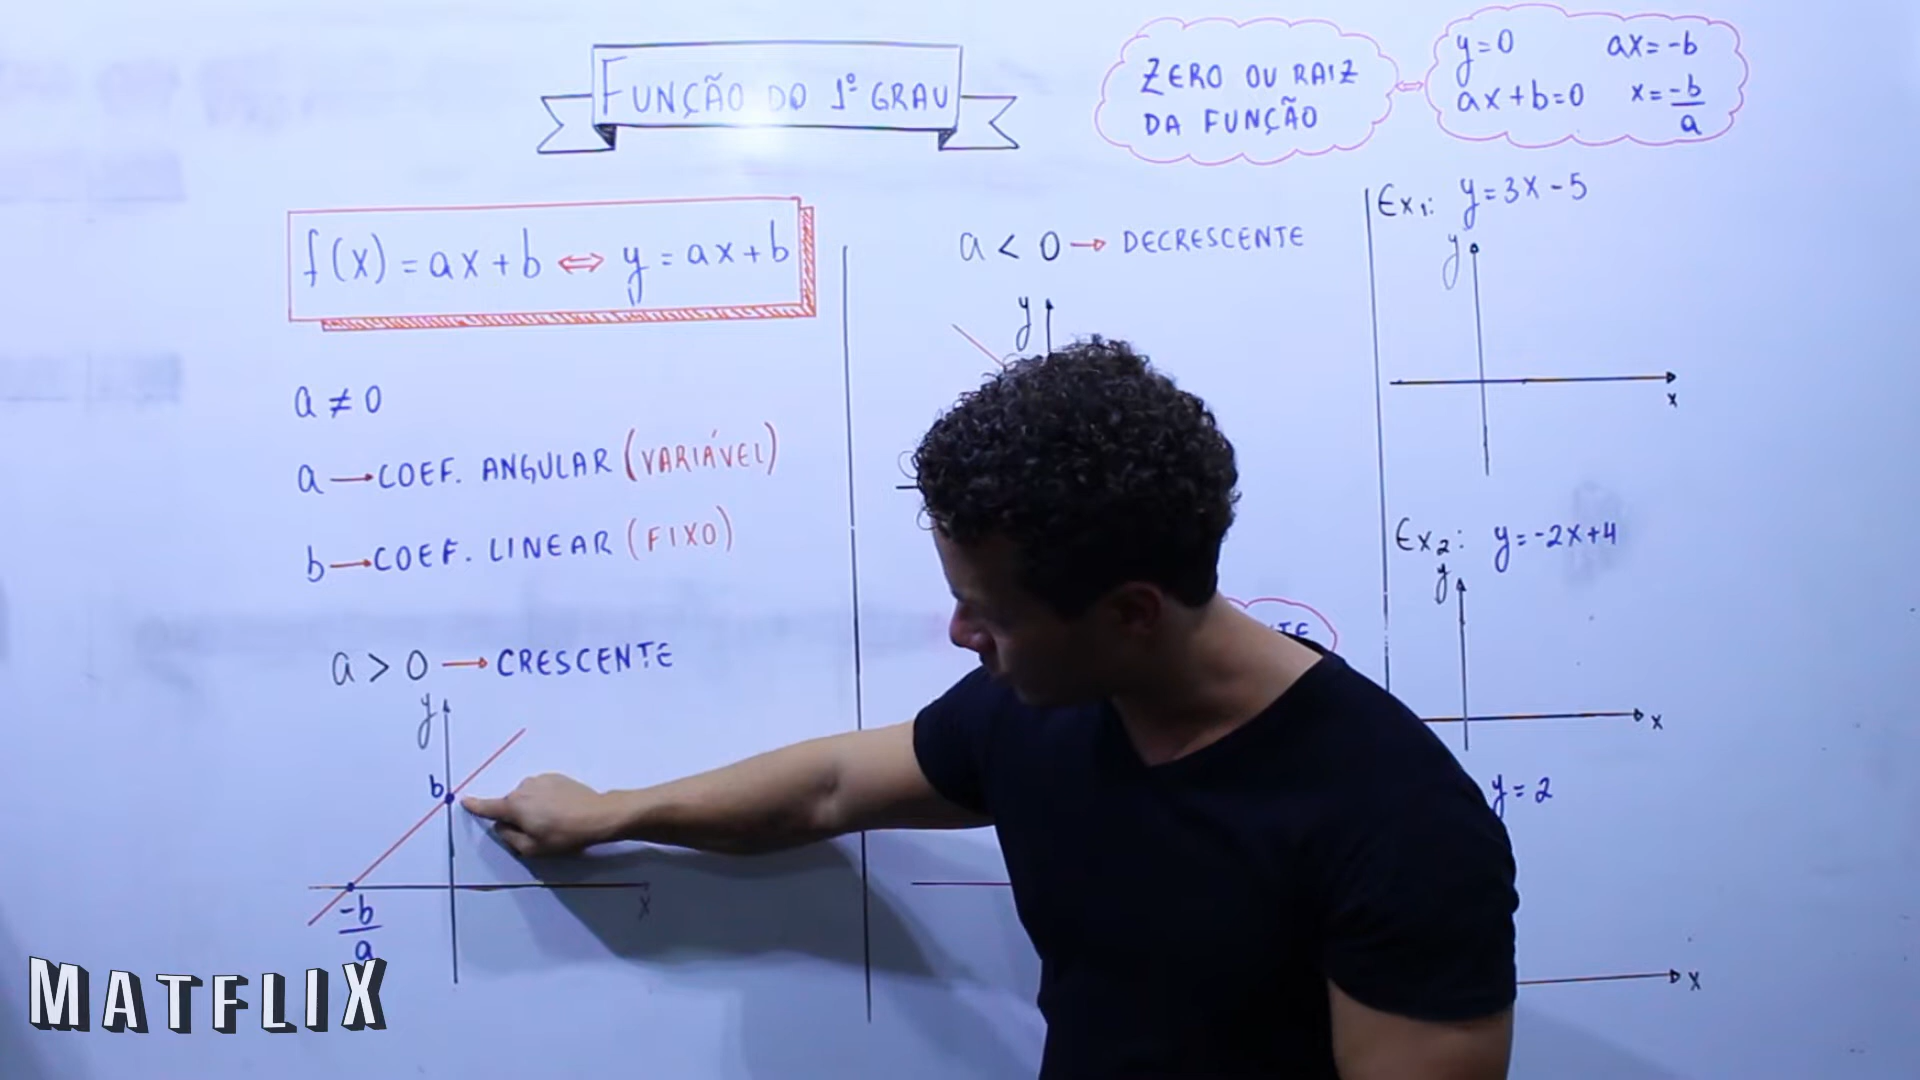 FUNÇÃO DO 1º GRAU
f(x) = ax + b ⇔ y = ax + b
a ≠ 0
a → COEF. ANGULAR (VARIÁVEL)
b → COEF. LINEAR (FIXO)
a > 0 → CRESCENTE
y
b
x
-b
a
a < 0 → DECRESCENTE
y
ZERO OU RAIZ
DA FUNÇÃO
⇔
y = 0
ax + b = 0
ax = -b
x = -b/a
Ex1: y = 3x - 5
y
x
Ex2: y = -2x + 4
y
x
y = 2
x
MATFLIX